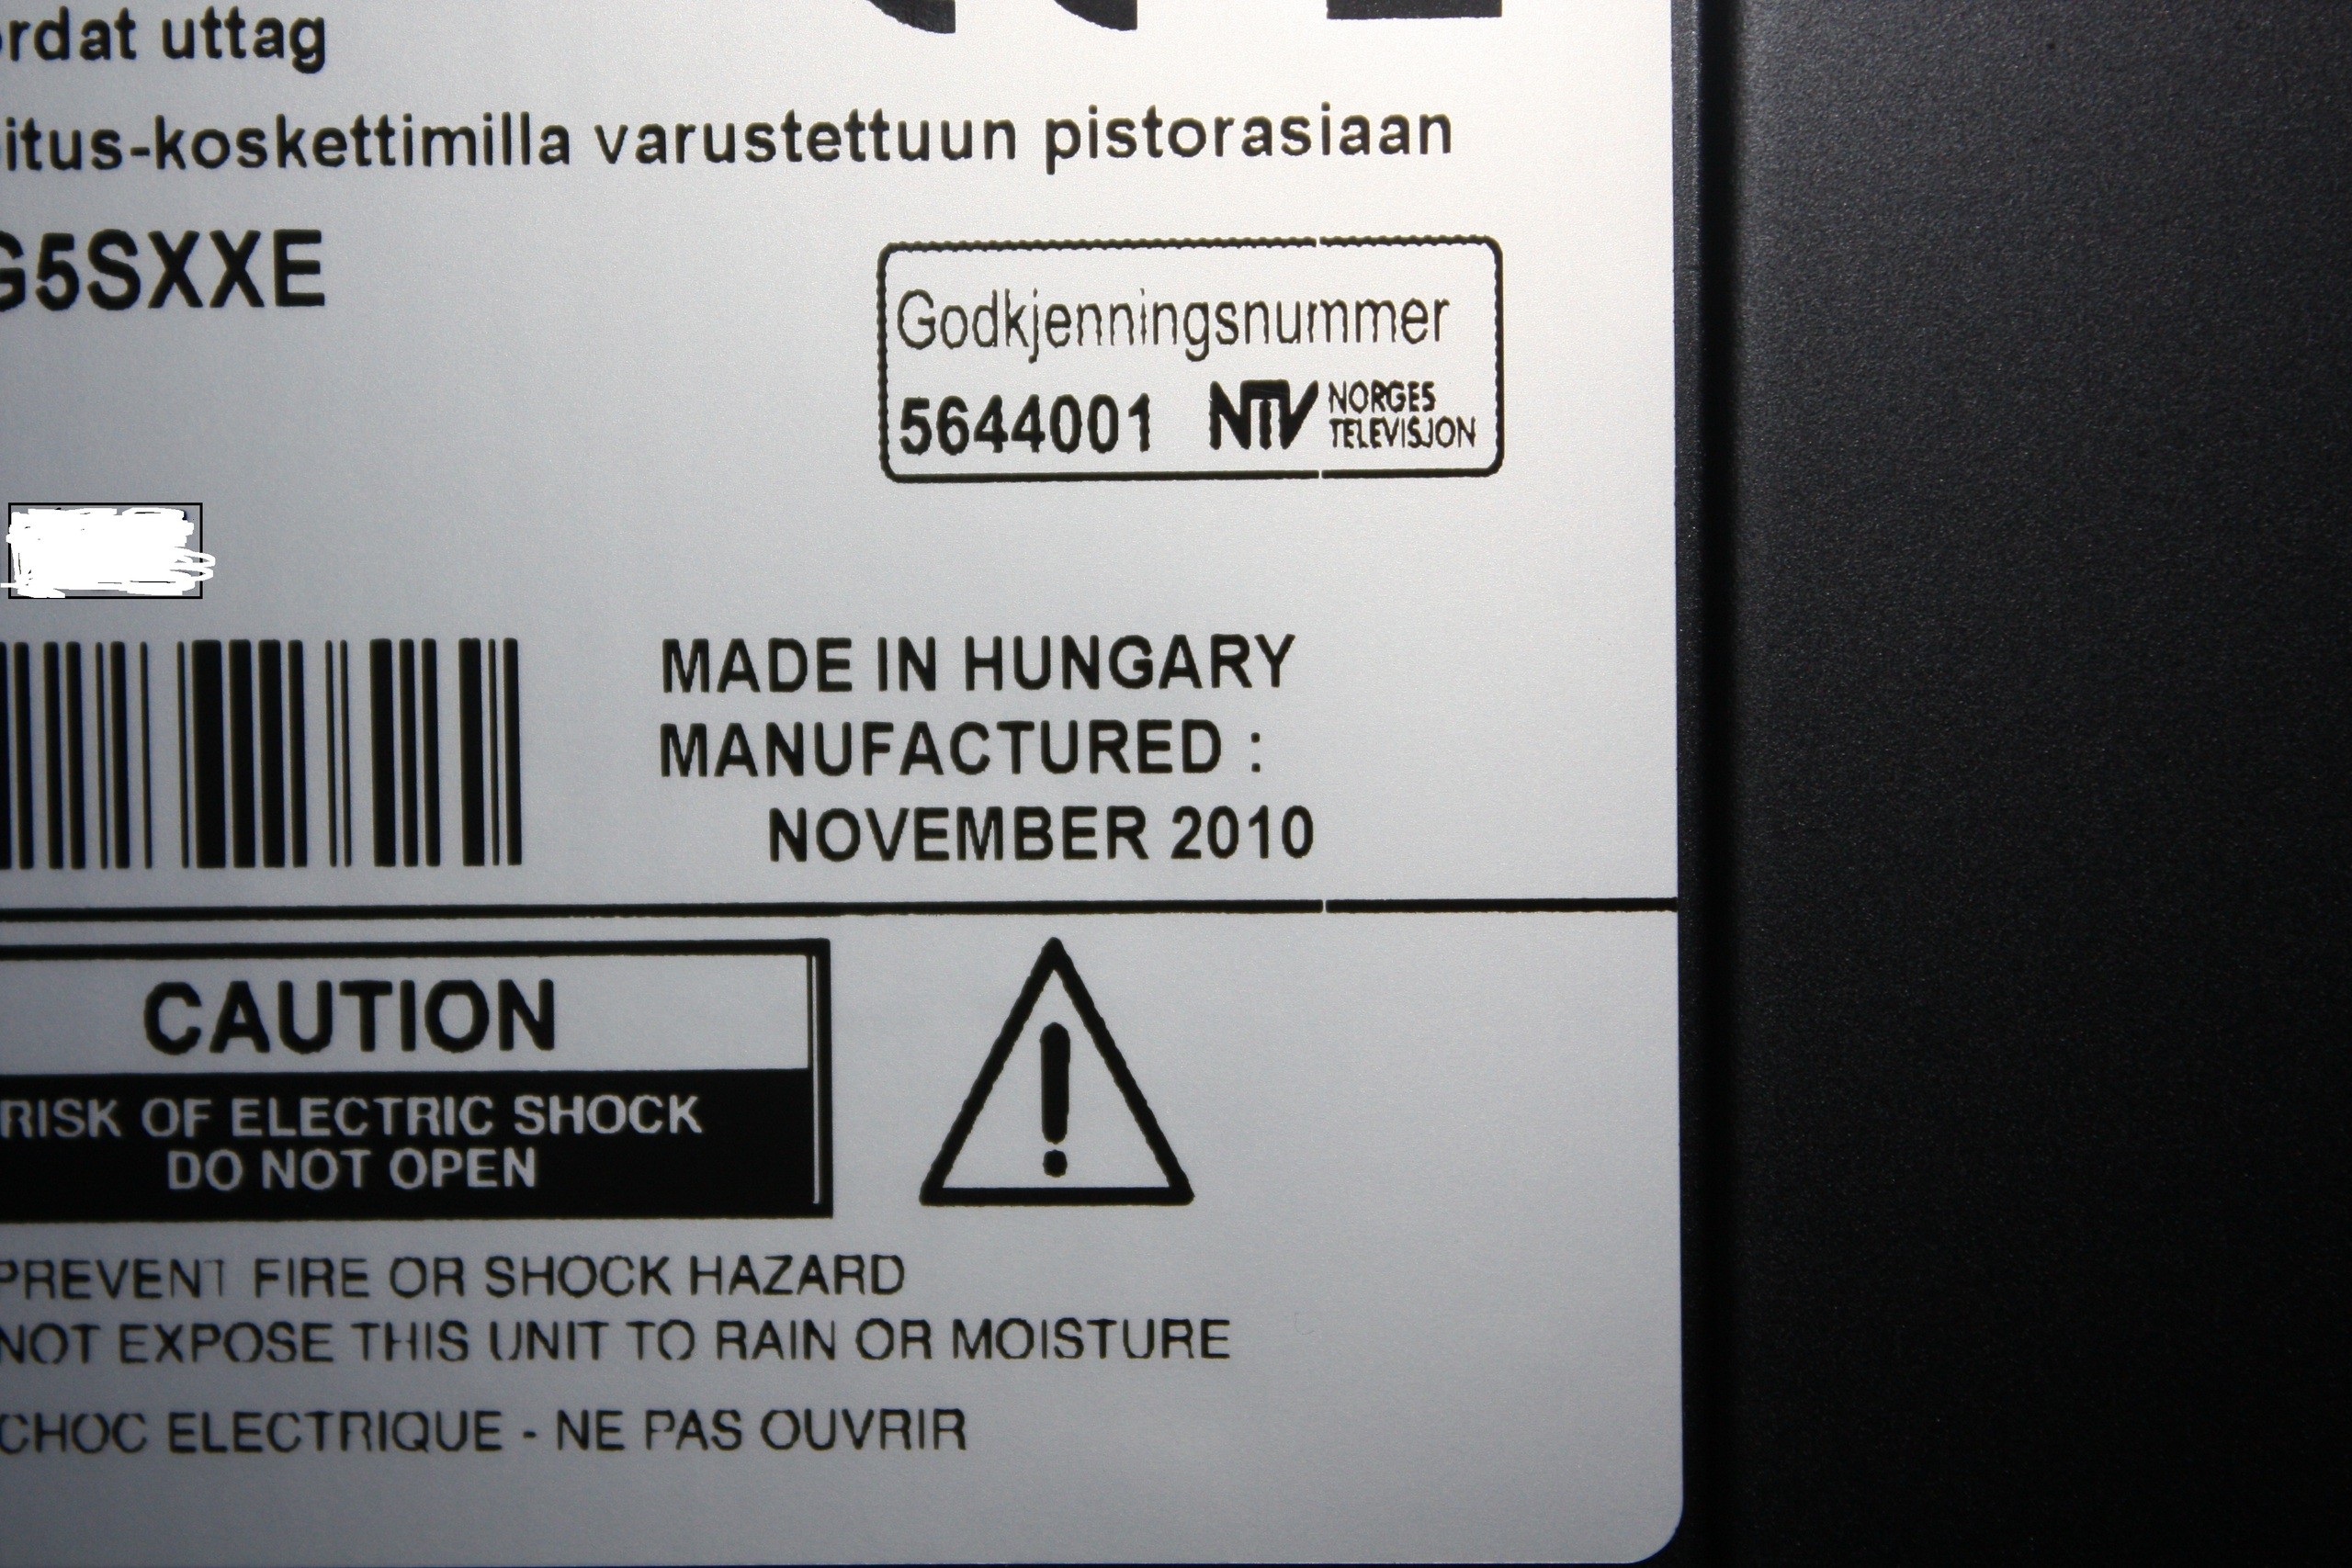 ordat uttag
itus-koskettimilla varustettuun pistorasiaan
G5SXXE
Godkjenningsnummer
5644001 NTV NORGES
TELEVISJON
MADE IN HUNGARY
MANUFACTURED :
NOVEMBER 2010
CAUTION
RISK OF ELECTRIC SHOCK
DO NOT OPEN
PREVENT FIRE OR SHOCK HAZARD
NOT EXPOSE THIS UNIT TO RAIN OR MOISTURE
CHOC ELECTRIQUE - NE PAS OUVRIR